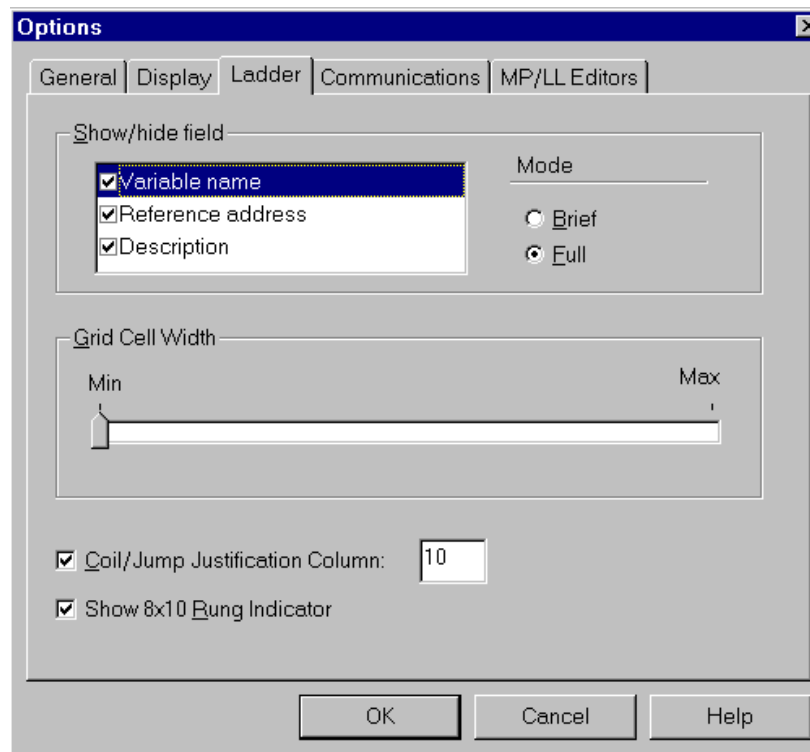 Options
General Display Ladder Communications MP/LL Editors
Show/hide field
Variable name
Reference address
Description
Mode
Brief
Full
Grid Cell Width
Min Max
Coil/Jump Justification Column: 10
Show 8x10 Rung Indicator
OK Cancel Help